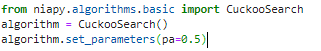 from niapy.algorithms.basic import CuckooSearch
algorithm = CuckooSearch()
algorithm.set_parameters(pa=0.5)